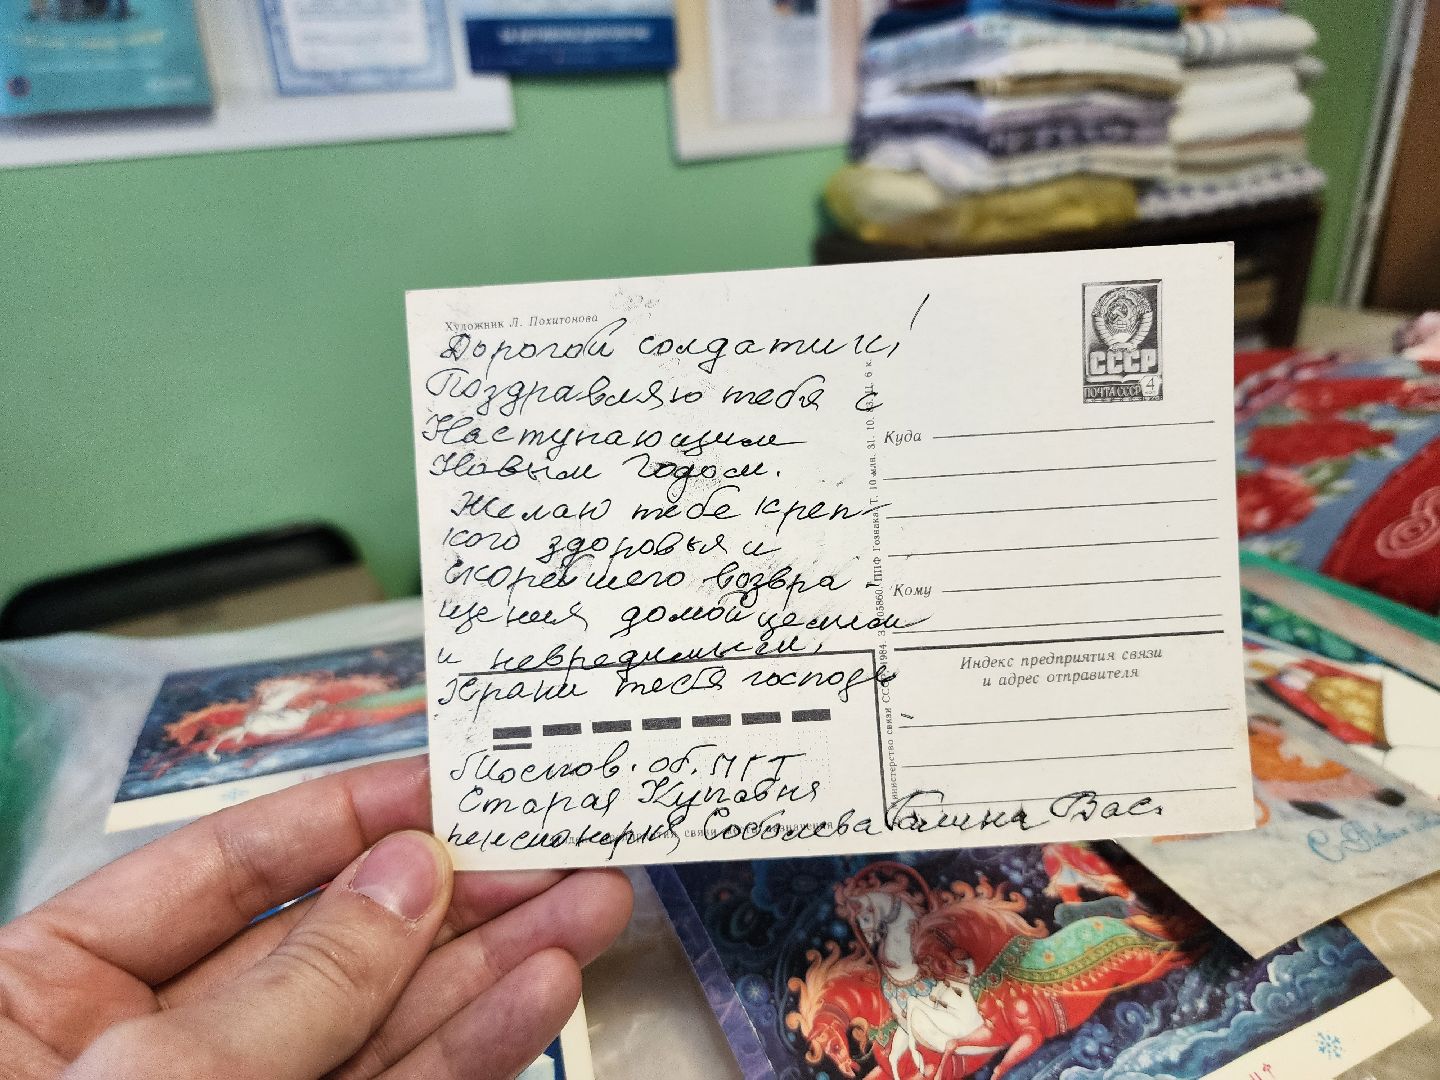 Художник Л. Похитонова
Дорогой солдатик!
Поздравляю тебя с
Наступающим
Новым Годом.
Желаю тебе креп-
кого здоровья и
скорейшего возвра-
щения домой целым
и невредимым,
Храни тебя господь
Москов. об. МГТ
Старая Купавня
пенсионерка Соболева Галина Вас.
СССР
ПОЧТА СССР 4
Куда
Кому
Индекс предприятия связи
и адрес отправителя